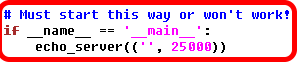 # Must start this way or won't work!
if __name__ == '__main__':
    echo_server(('', 25000))